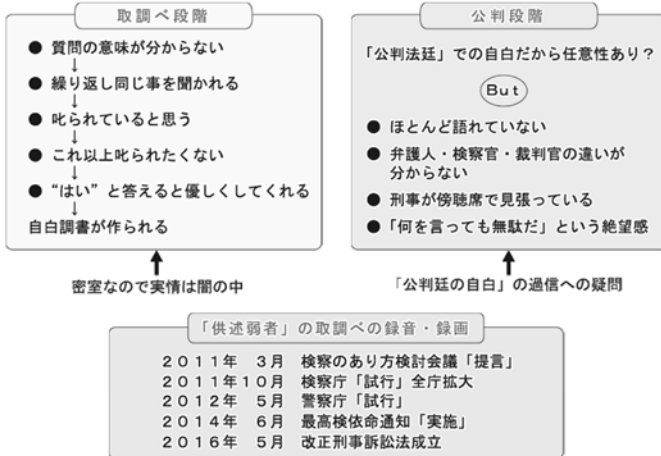 取調べ段階
● 質問の意味が分からない
↓
● 繰り返し同じ事を聞かれる
↓
● 叱られていると思う
↓
● これ以上叱られたくない
↓
● “はい”と答えると優しくしてくれる
↓
自白調書が作られる
密室なので実情は闇の中
公判段階
「公判法廷」での自白だから任意性あり？
But
● ほとんど語れていない
● 弁護人・検察官・裁判官の違いが
分からない
● 刑事が傍聴席で見張っている
● 「何を言っても無駄だ」という絶望感
「公判廷の自白」の過信への疑問
「供述弱者」の取調べの録音・録画
２０１１年　３月　検察のあり方検討会議「提言」
２０１１年１０月　検察庁「試行」全庁拡大
２０１２年　５月　警察庁「試行」
２０１４年　６月　最高検依命通知「実施」
２０１６年　５月　改正刑事訴訟法成立